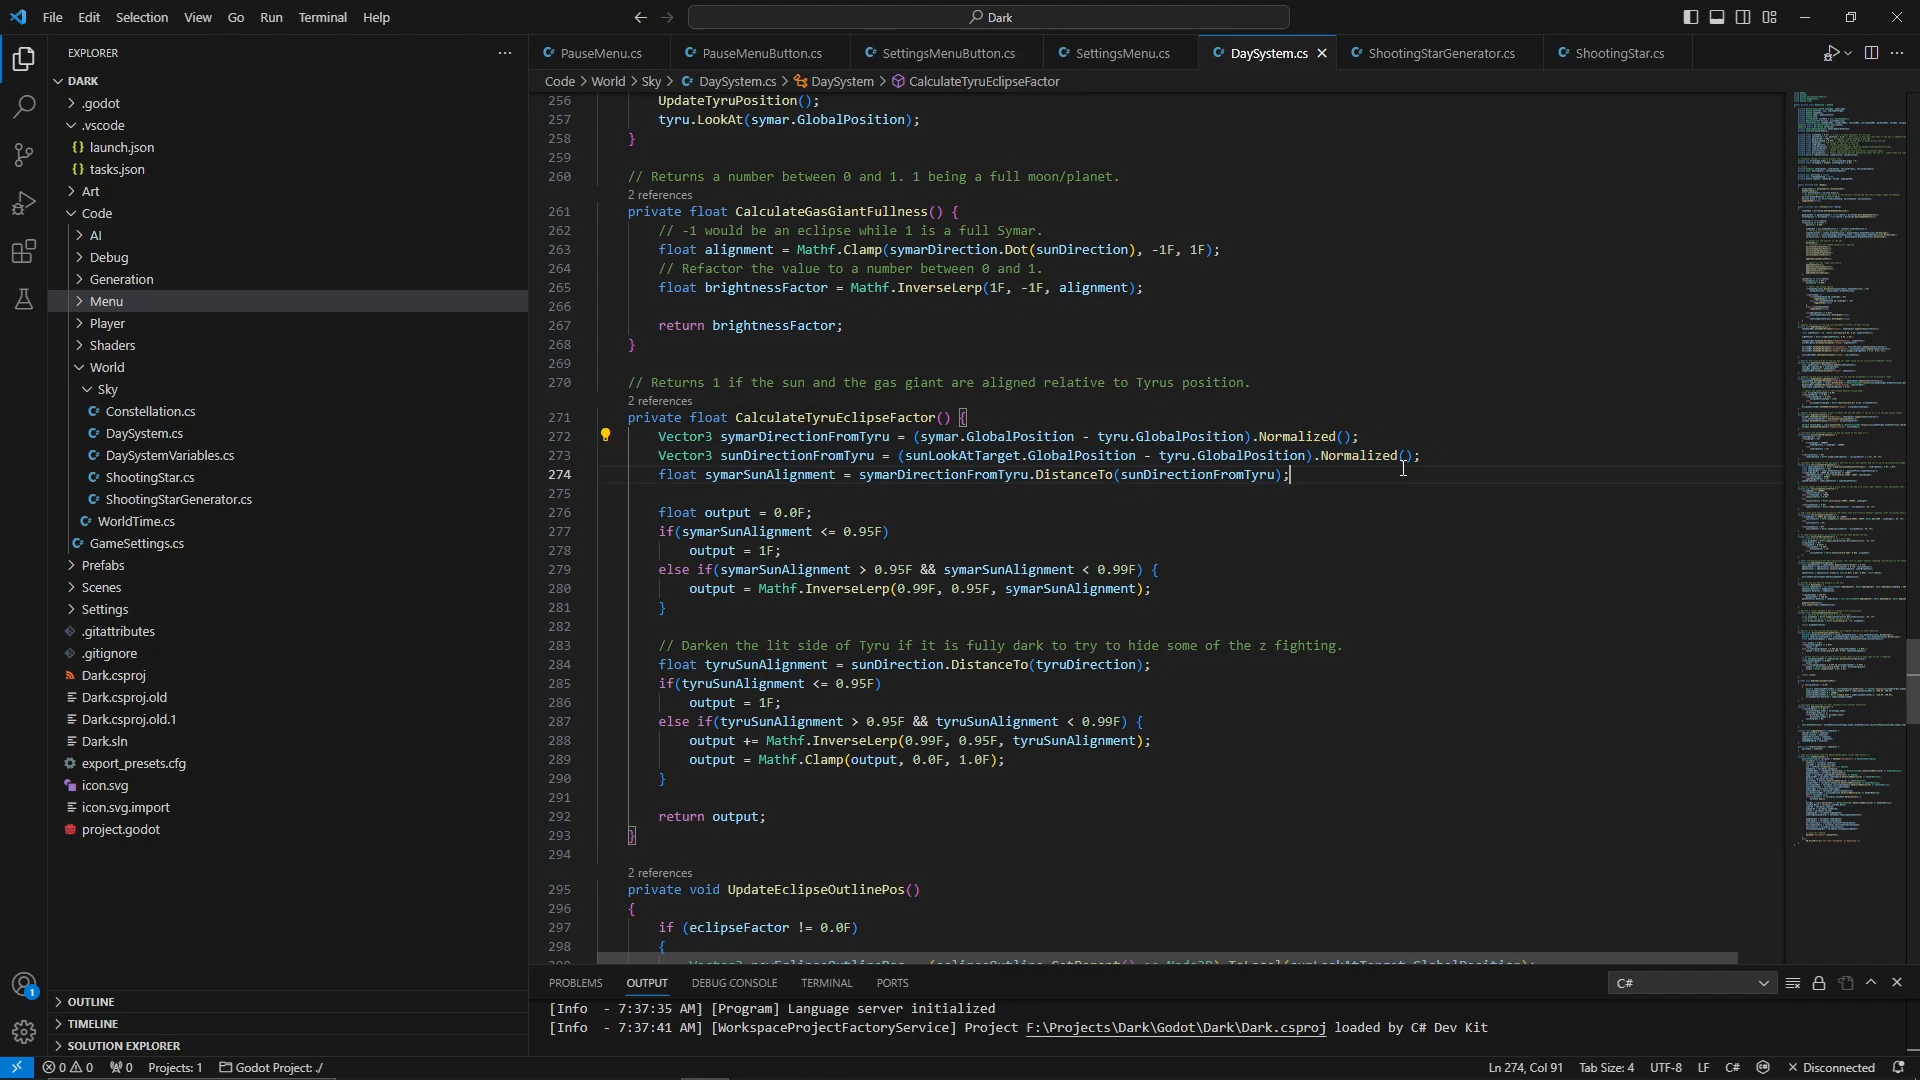 File Edit Selection View Go Run Terminal Help
Dark
EXPLORER
DARK
.godot
.vscode
launch.json
tasks.json
Art
Code
AI
Debug
Generation
Menu
Player
Shaders
World
Sky
Constellation.cs
DaySystem.cs
DaySystemVariables.cs
ShootingStar.cs
ShootingStarGenerator.cs
WorldTime.cs
GameSettings.cs
Prefabs
Scenes
Settings
.gitattributes
.gitignore
Dark.csproj
Dark.csproj.old
Dark.csproj.old.1
Dark.sln
export_presets.cfg
icon.svg
icon.svg.import
project.godot
OUTLINE
TIMELINE
SOLUTION EXPLORER
PauseMenu.cs PauseMenuButton.cs SettingsMenuButton.cs SettingsMenu.cs DaySystem.cs ShootingStarGenerator.cs ShootingStar.cs
Code > World > Sky > DaySystem.cs > DaySystem > CalculateTyruEclipseFactor
256 UpdateTyruPosition();
257 tyru.LookAt(symar.GlobalPosition);
258 }
259
260 // Returns a number between 0 and 1. 1 being a full moon/planet.
2 references
261 private float CalculateGasGiantFullness() {
262 // -1 would be an eclipse while 1 is a full Symar.
263 float alignment = Mathf.Clamp(symarDirection.Dot(sunDirection), -1F, 1F);
264 // Refactor the value to a number between 0 and 1.
265 float brightnessFactor = Mathf.InverseLerp(1F, -1F, alignment);
266
267 return brightnessFactor;
268 }
269
270 // Returns 1 if the sun and the gas giant are aligned relative to Tyrus position.
2 references
271 private float CalculateTyruEclipseFactor() {
272 Vector3 symarDirectionFromTyru = (symar.GlobalPosition - tyru.GlobalPosition).Normalized();
273 Vector3 sunDirectionFromTyru = (sunLookAtTarget.GlobalPosition - tyru.GlobalPosition).Normalized();
274 float symarSunAlignment = symarDirectionFromTyru.DistanceTo(sunDirectionFromTyru);
275
276 float output = 0.0F;
277 if(symarSunAlignment <= 0.95F)
278 output = 1F;
279 else if(symarSunAlignment > 0.95F && symarSunAlignment < 0.99F) {
280 output = Mathf.InverseLerp(0.99F, 0.95F, symarSunAlignment);
281 }
282
283 // Darken the lit side of Tyru if it is fully dark to try to hide some of the z fighting.
284 float tyruSunAlignment = sunDirection.DistanceTo(tyruDirection);
285 if(tyruSunAlignment <= 0.95F)
286 output = 1F;
287 else if(tyruSunAlignment > 0.95F && tyruSunAlignment < 0.99F) {
288 output += Mathf.InverseLerp(0.99F, 0.95F, tyruSunAlignment);
289 output = Mathf.Clamp(output, 0.0F, 1.0F);
290 }
291
292 return output;
293 }
294
2 references
295 private void UpdateEclipseOutlinePos()
296 {
297 if (eclipseFactor != 0.0F)
298 {
PROBLEMS OUTPUT DEBUG CONSOLE TERMINAL PORTS C#
[Info - 7:37:35 AM] [Program] Language server initialized
[Info - 7:37:41 AM] [WorkspaceProjectFactoryService] Project F:\Projects\Dark\Godot\Dark\Dark.csproj loaded by C# Dev Kit
1
0 0 0 Projects: 1 Godot Project: ./ Ln 274, Col 91 Tab Size: 4 UTF-8 LF C# Disconnected